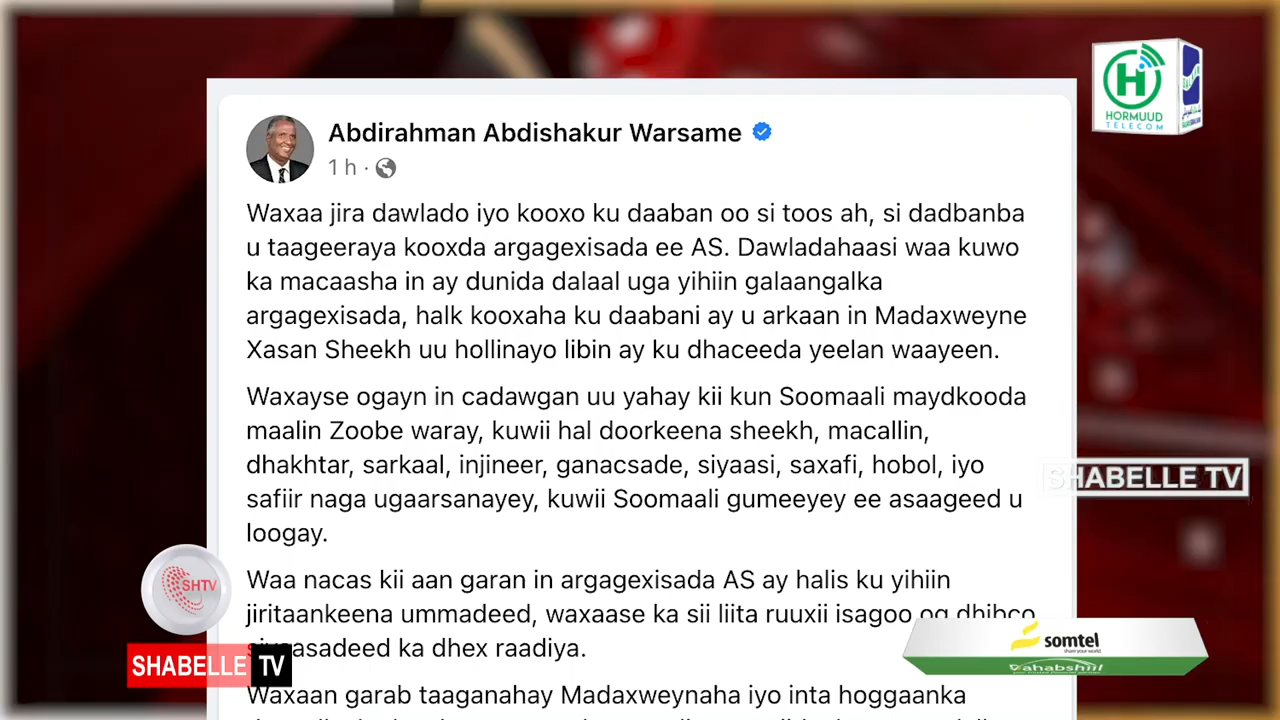 HORMUUD
TELECOM
Abdirahman Abdishakur Warsame
1 h ·
Waxaa jira dawlado iyo kooxo ku daaban oo si toos ah, si dadbanba
u taageeraya kooxda argagexisada ee AS. Dawladahaasi waa kuwo
ka macaasha in ay dunida dalaal uga yihiin galaangalka
argagexisada, halk kooxaha ku daabani ay u arkaan in Madaxweyne
Xasan Sheekh uu hollinayo libin ay ku dhaceeda yeelan waayeen.
Waxayse ogayn in cadawgan uu yahay kii kun Soomaali maydkooda
maalin Zoobe waray, kuwii hal doorkeena sheekh, macallin,
dhakhtar, sarkaal, injineer, ganacsade, siyaasi, saxafi, hobol, iyo
safiir naga ugaarsanayey, kuwii Soomaali gumeeyey ee asaageed u
loogay.
SHABELLE TV
Waa nacas kii aan garan in argagexisada AS ay halis ku yihiin
jiritaankeena ummadeed, waxaase ka sii liita ruuxii isagoo og dhibco
siyaasadeed ka dhex raadiya.
Waxaan garab taaganahay Madaxweynaha iyo inta hoggaanka
SHTV
SHABELLE TV
somtel
Dahabshiil